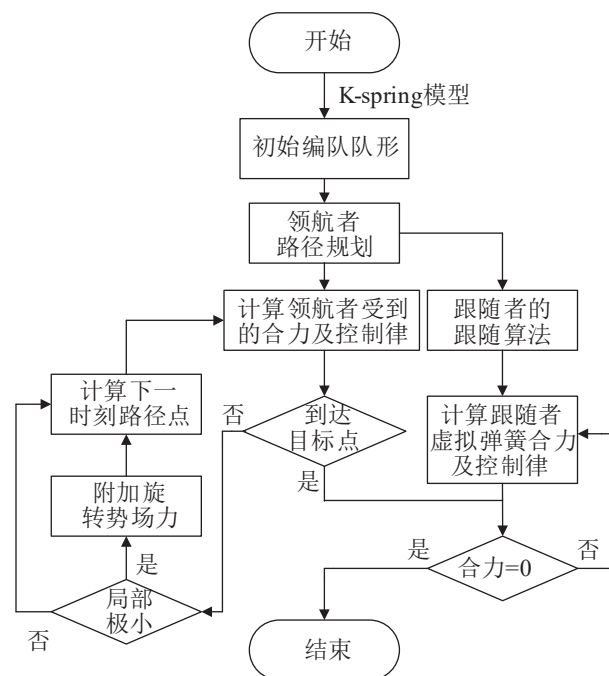 开始
K-spring模型
初始编队队形
领航者
路径规划
计算领航者受到
的合力及控制律
跟随者的
跟随算法
计算下一
时刻路径点
否
到达
目标点
计算跟随者
虚拟弹簧合力
及控制律
是
附加旋
转势场力
是
合力=0
否
是
局部
极小
否
结束